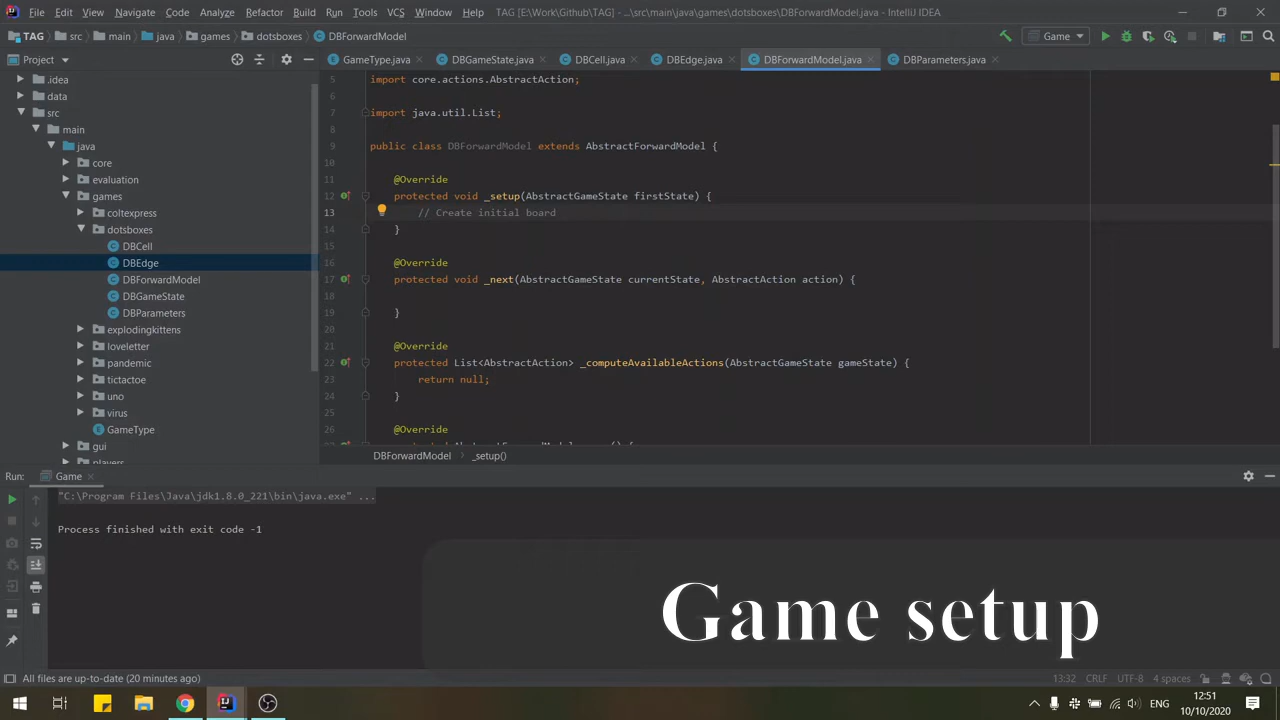 File Edit View Navigate Code Analyze Refactor Build Run Tools VCS Window Help TAG [E:\Work\Github\TAG] - ...\src\main\java\games\dotsboxes\DBForwardModel.java - IntelliJ IDEA
TAG src main java games dotsboxes DBForwardModel Game
Project GameType.java DBGameState.java DBCell.java DBEdge.java DBForwardModel.java DBParameters.java
.idea
data
src
main
java
core
evaluation
games
coltexpress
dotsboxes
DBCell
DBEdge
DBForwardModel
DBGameState
DBParameters
explodingkittens
loveletter
pandemic
tictactoe
uno
virus
GameType
gui
players
5 import core.actions.AbstractAction;
6
7 import java.util.List;
8
9 public class DBForwardModel extends AbstractForwardModel {
10
11 @Override
12 protected void _setup(AbstractGameState firstState) {
13 // Create initial board
14 }
15
16 @Override
17 protected void _next(AbstractGameState currentState, AbstractAction action) {
18
19 }
20
21 @Override
22 protected List<AbstractAction> _computeAvailableActions(AbstractGameState gameState) {
23 return null;
24 }
25
26 @Override
DBForwardModel _setup()
Run: Game
"C:\Program Files\Java\jdk1.8.0_221\bin\java.exe" ...
Process finished with exit code -1
Game setup
All files are up-to-date (20 minutes ago) 13:32 CRLF UTF-8 4 spaces
ENG 12:51
10/10/2020